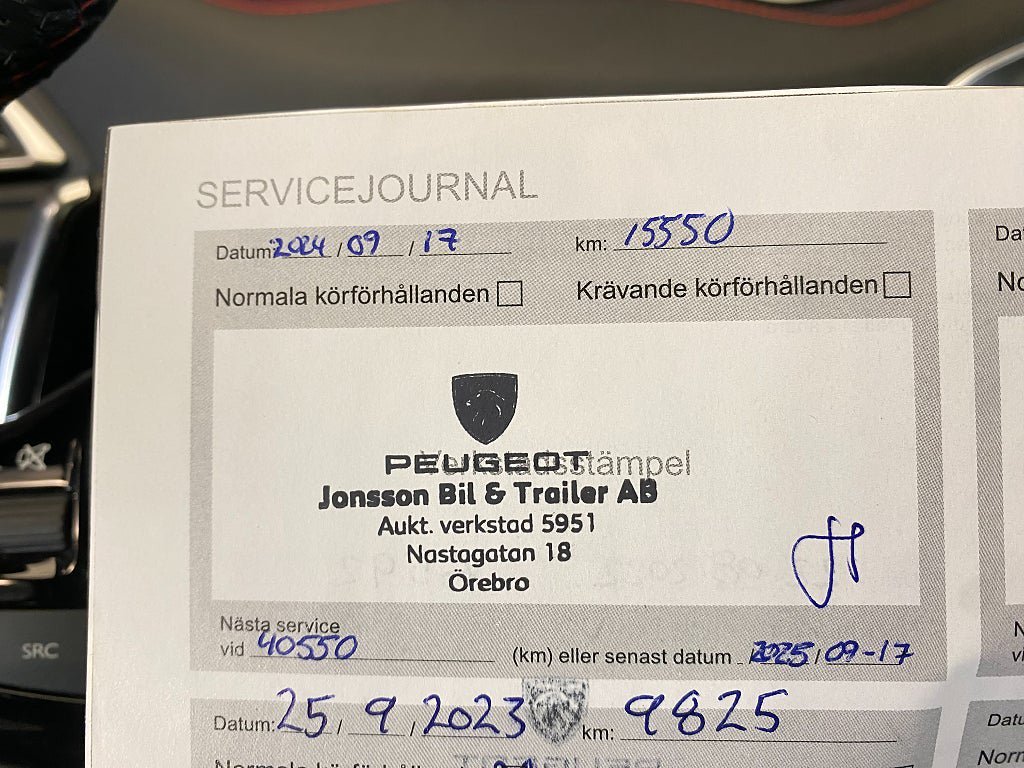 SERVICEJOURNAL
Datum: 2024 / 09 / 17 km: 15550
Normala körförhållanden Krävande körförhållanden
PEUGEOT
Verkstadsstämpel
Jonsson Bil & Trailer AB
Aukt. verkstad 5951
Nastagatan 18
Örebro
Nästa service
vid 40550 (km) eller senast datum 2025 / 09-17
Datum: 25 / 9 / 2023 km: 9825
SRC